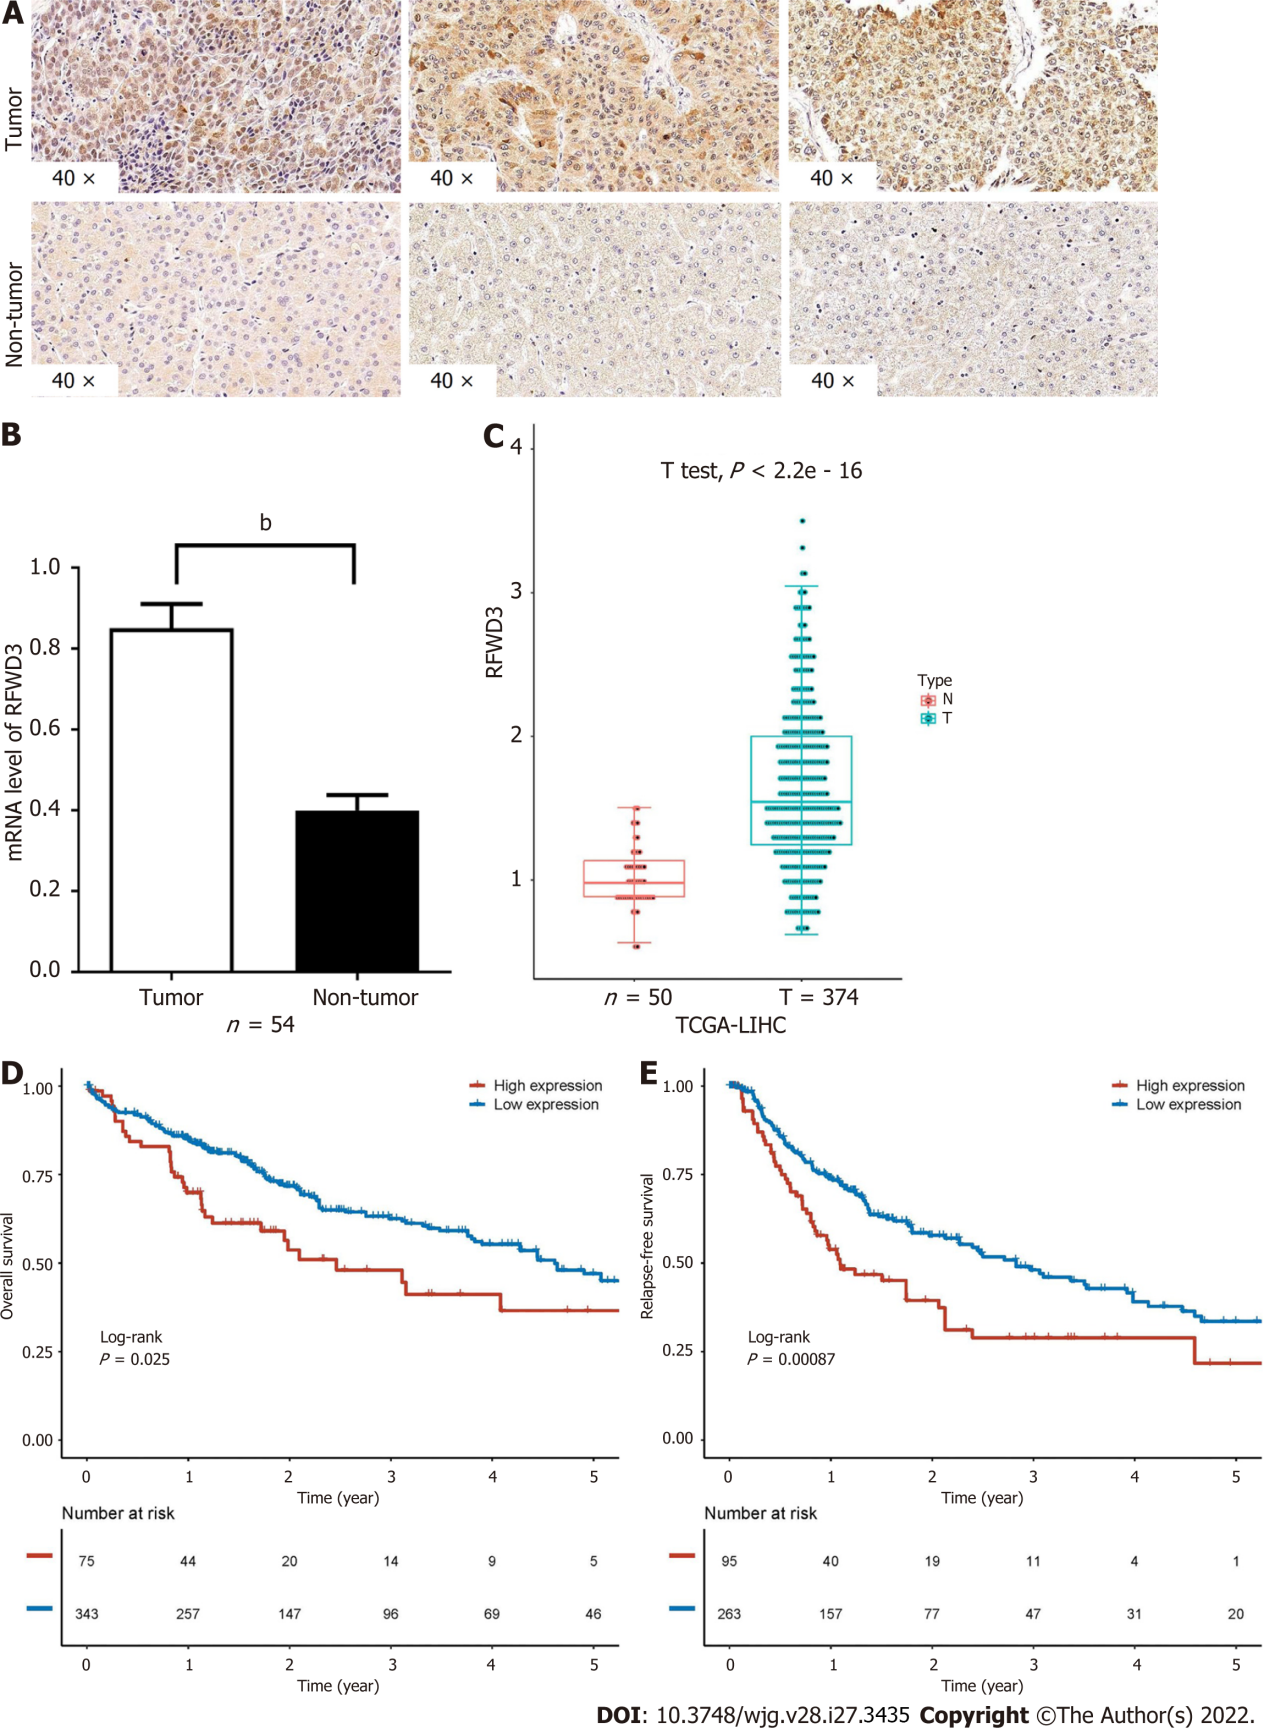 A
Tumor
40 ×
40 ×
40 ×
Non-tumor
40 ×
40 ×
40 ×
B
b
mRNA level of RFWD3
1.0
0.8
0.6
0.4
0.2
0.0
Tumor
Non-tumor
n = 54
C
T test, P < 2.2e - 16
RFWD3
4
3
2
1
Type
N
T
n = 50
T = 374
TCGA-LIHC
D
High expression
Low expression
Overall survival
1.00
0.75
0.50
0.25
0.00
Log-rank
P = 0.025
0 1 2 3 4 5
Time (year)
Number at risk
75 44 20 14 9 5
343 257 147 96 69 46
0 1 2 3 4 5
Time (year)
E
High expression
Low expression
Relapse-free survival
1.00
0.75
0.50
0.25
0.00
Log-rank
P = 0.00087
0 1 2 3 4 5
Time (year)
Number at risk
95 40 19 11 4 1
263 157 77 47 31 20
0 1 2 3 4 5
Time (year)
DOI: 10.3748/wjg.v28.i27.3435 Copyright ©The Author(s) 2022.